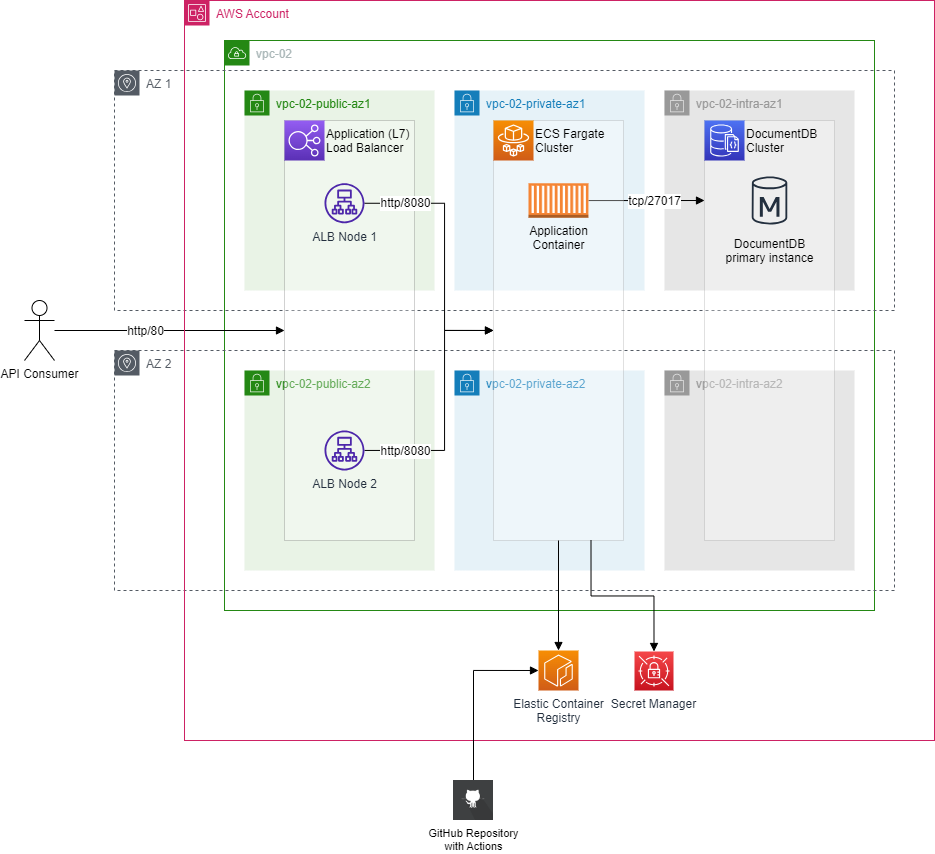 AWS Account
vpc-02
AZ 1
vpc-02-public-az1
vpc-02-private-az1
vpc-02-intra-az1
Application (L7)
Load Balancer
ECS Fargate
Cluster
DocumentDB
Cluster
http/8080
tcp/27017
M
ALB Node 1
Application
Container
DocumentDB
primary instance
http/80
API Consumer
AZ 2
vpc-02-public-az2
vpc-02-private-az2
vpc-02-intra-az2
http/8080
ALB Node 2
Elastic Container
Registry
Secret Manager
GitHub Repository
with Actions